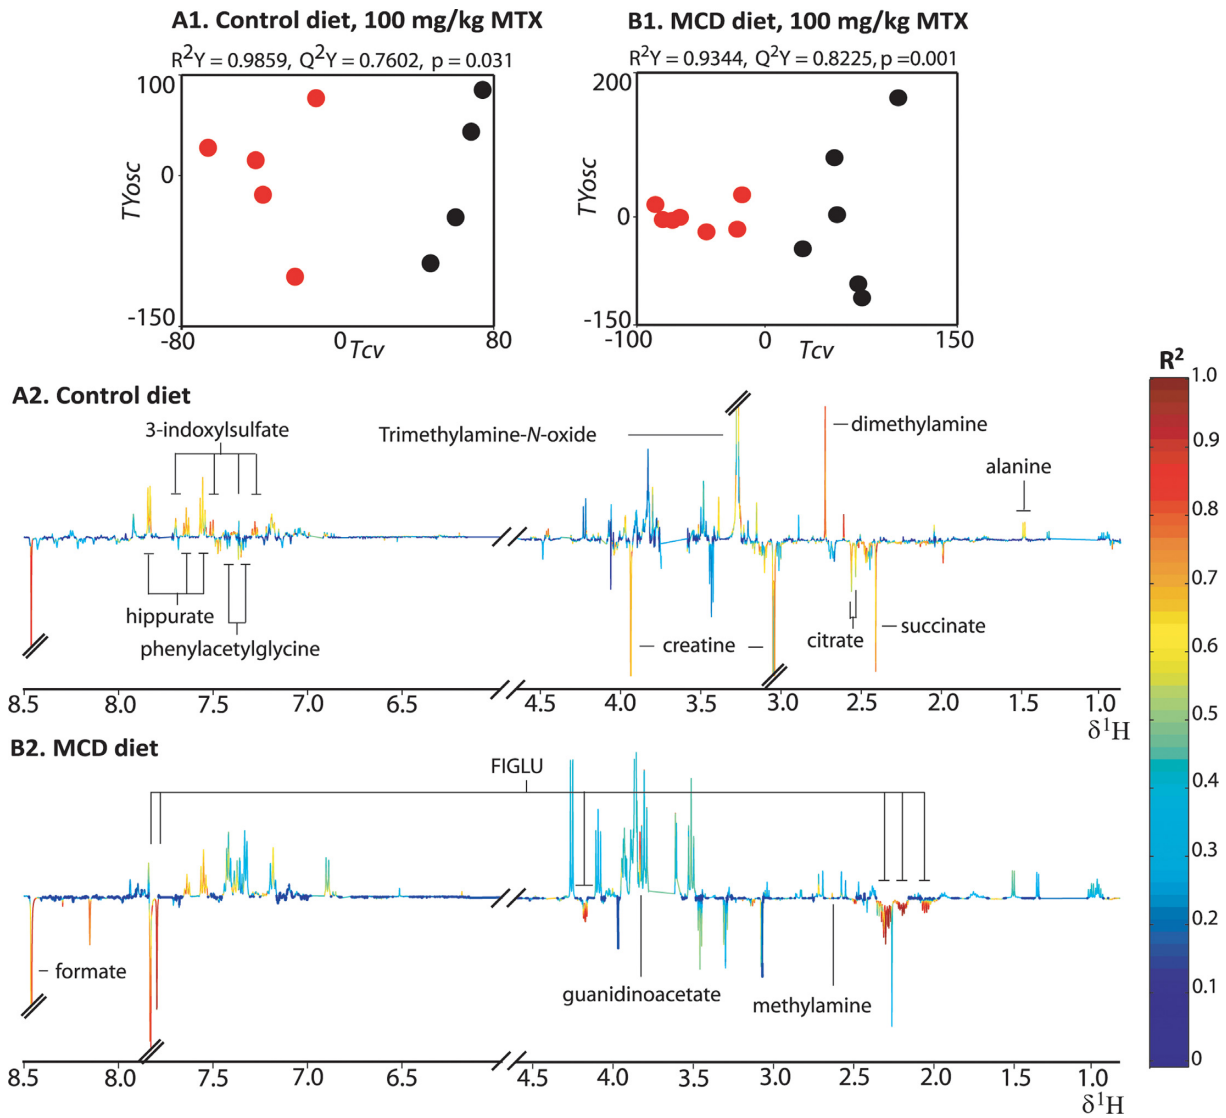 A1. Control diet, 100 mg/kg MTX
R²Y = 0.9859, Q²Y = 0.7602, p = 0.031
100
0
-150
TYosc
-80
0
80
Tcv
B1. MCD diet, 100 mg/kg MTX
R²Y = 0.9344, Q²Y = 0.8225, p =0.001
200
0
-150
TYosc
-100
0
150
Tcv
R²
1.0
0.9
0.8
0.7
0.6
0.5
0.4
0.3
0.2
0.1
0
A2. Control diet
3-indoxylsulfate
Trimethylamine-N-oxide
dimethylamine
alanine
hippurate
phenylacetylglycine
creatine
citrate
succinate
8.5 8.0 7.5 7.0 6.5 4.5 4.0 3.5 3.0 2.5 2.0 1.5 1.0
δ¹H
B2. MCD diet
FIGLU
formate
guanidinoacetate
methylamine
8.5 8.0 7.5 7.0 6.5 4.5 4.0 3.5 3.0 2.5 2.0 1.5 1.0
δ¹H